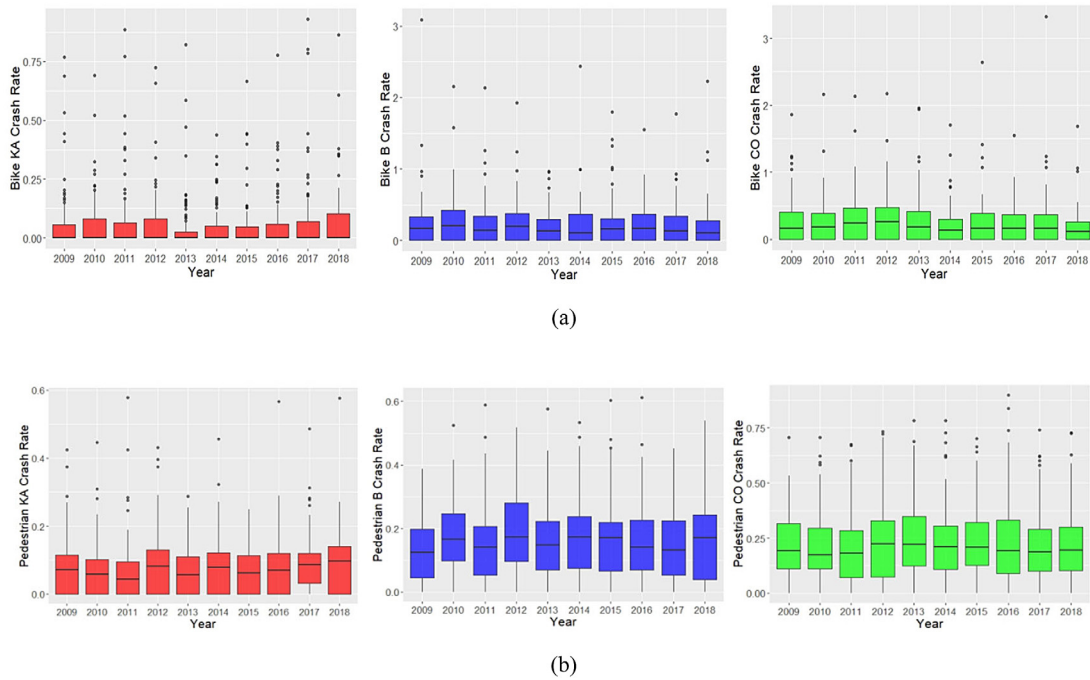 Bike KA Crash Rate
0.75
0.50
0.25
0.00
2009 2010 2011 2012 2013 2014 2015 2016 2017 2018
Year
Bike B Crash Rate
3
2
1
0
2009 2010 2011 2012 2013 2014 2015 2016 2017 2018
Year
Bike CO Crash Rate
3
2
1
0
2009 2010 2011 2012 2013 2014 2015 2016 2017 2018
Year
(a)
Pedestrian KA Crash Rate
0.6
0.4
0.2
0.0
2009 2010 2011 2012 2013 2014 2015 2016 2017 2018
Year
Pedestrian B Crash Rate
0.6
0.4
0.2
0.0
2009 2010 2011 2012 2013 2014 2015 2016 2017 2018
Year
Pedestrian CO Crash Rate
0.75
0.50
0.25
0.00
2009 2010 2011 2012 2013 2014 2015 2016 2017 2018
Year
(b)